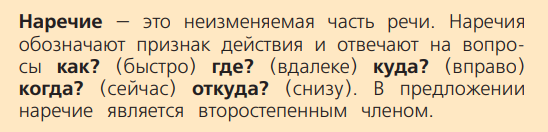 Наречие — это неизменяемая часть речи. Наречия
обозначают признак действия и отвечают на вопро-
сы как? (быстро) где? (вдалеке) куда? (вправо)
когда? (сейчас) откуда? (снизу). В предложении
наречие является второстепенным членом.